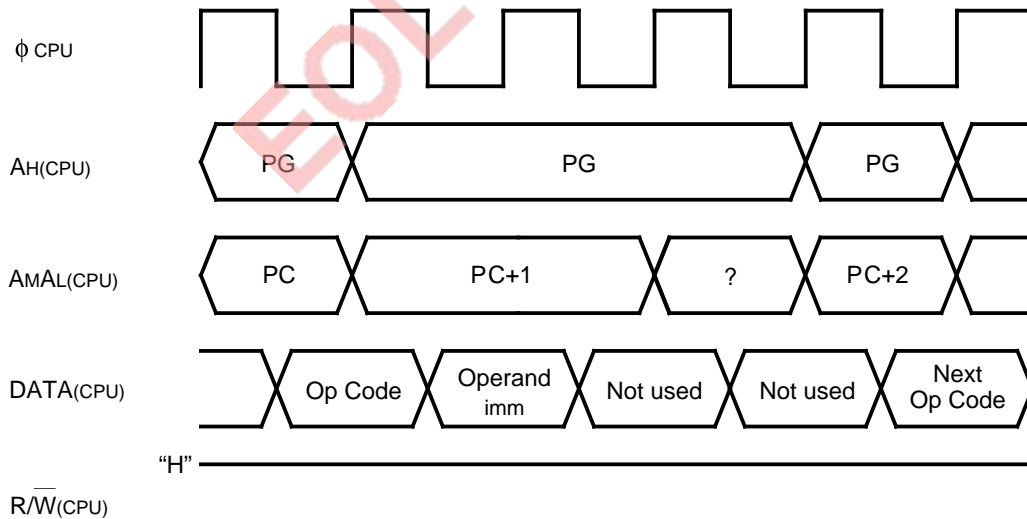 ϕ CPU
AH(CPU)
PG
PG
PG
AMAL(CPU)
PC
PC+1
?
PC+2
DATA(CPU)
Op Code
Operand
imm
Not used
Not used
Next
Op Code
“H”
R/W̅(CPU)
EOL